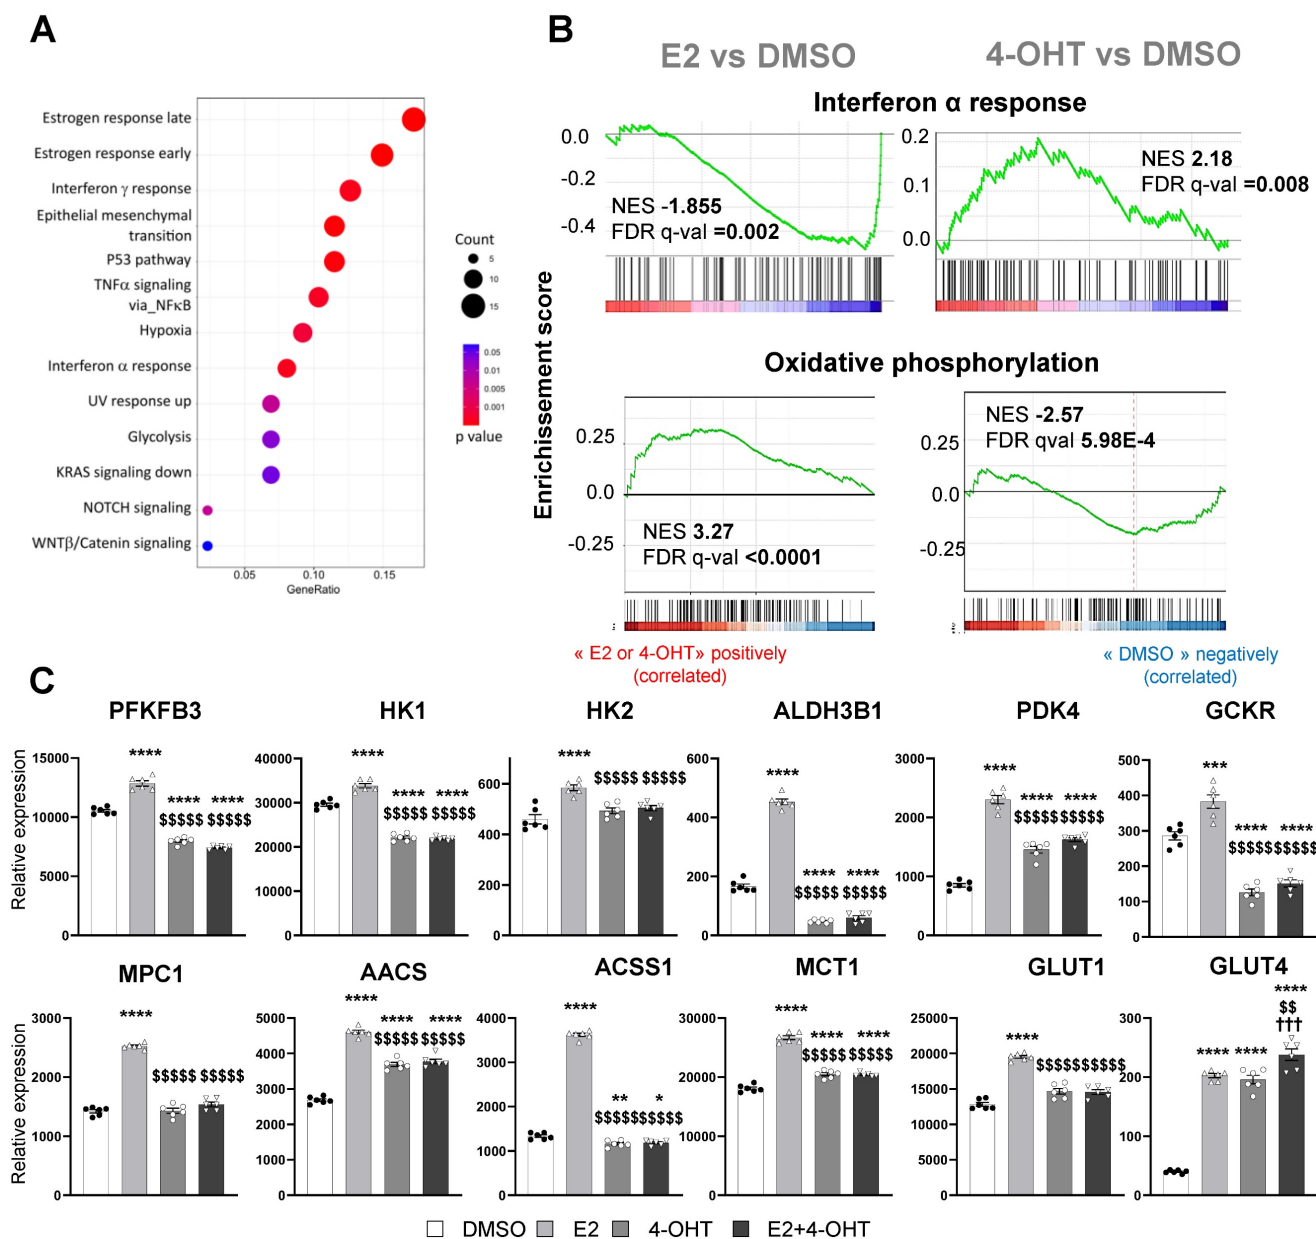 A
Estrogen response late
Estrogen response early
Interferon γ response
Epithelial mesenchymal
transition
P53 pathway
TNFα signaling
via_NFκB
Hypoxia
Interferon α response
UV response up
Glycolysis
KRAS signaling down
NOTCH signaling
WNTβ/Catenin signaling
0.05 0.10 0.15
GeneRatio
Count
5
10
15
0.05
0.01
0.005
0.001
p value
B
E2 vs DMSO
4-OHT vs DMSO
Interferon α response
Enrichissement score
0.0
-0.2
-0.4
NES -1.855
FDR q-val =0.002
0.2
0.1
0.0
NES 2.18
FDR q-val =0.008
Oxidative phosphorylation
0.25
0.0
-0.25
NES 3.27
FDR q-val <0.0001
0.25
0.0
-0.25
NES -2.57
FDR qval 5.98E-4
« E2 or 4-OHT» positively
(correlated)
« DMSO » negatively
(correlated)
C
PFKFB3
Relative expression
15000
10000
5000
0
****
**** ****
$$$$$ $$$$$
HK1
40000
30000
20000
10000
0
****
**** ****
$$$$$ $$$$$
HK2
600
400
200
0
****
$$$$$ $$$$$
ALDH3B1
600
400
200
0
****
**** ****
$$$$$ $$$$$
PDK4
3000
2000
1000
0
****
**** ****
$$$$$ $$$$$
GCKR
500
400
300
200
100
0
***
**** ****
$$$$$ $$$$$
MPC1
Relative expression
3000
2000
1000
0
****
$$$$$ $$$$$
AACS
5000
4000
3000
2000
1000
0
****
**** ****
$$$$$ $$$$$
ACSS1
4000
3000
2000
1000
0
****
** *
$$$$$ $$$$$
MCT1
30000
20000
10000
0
****
**** ****
$$$$$ $$$$$
GLUT1
25000
20000
15000
10000
5000
0
****
$$$$$ $$$$$
GLUT4
300
200
100
0
**** ****
****
$$
†††
DMSO E2 4-OHT E2+4-OHT